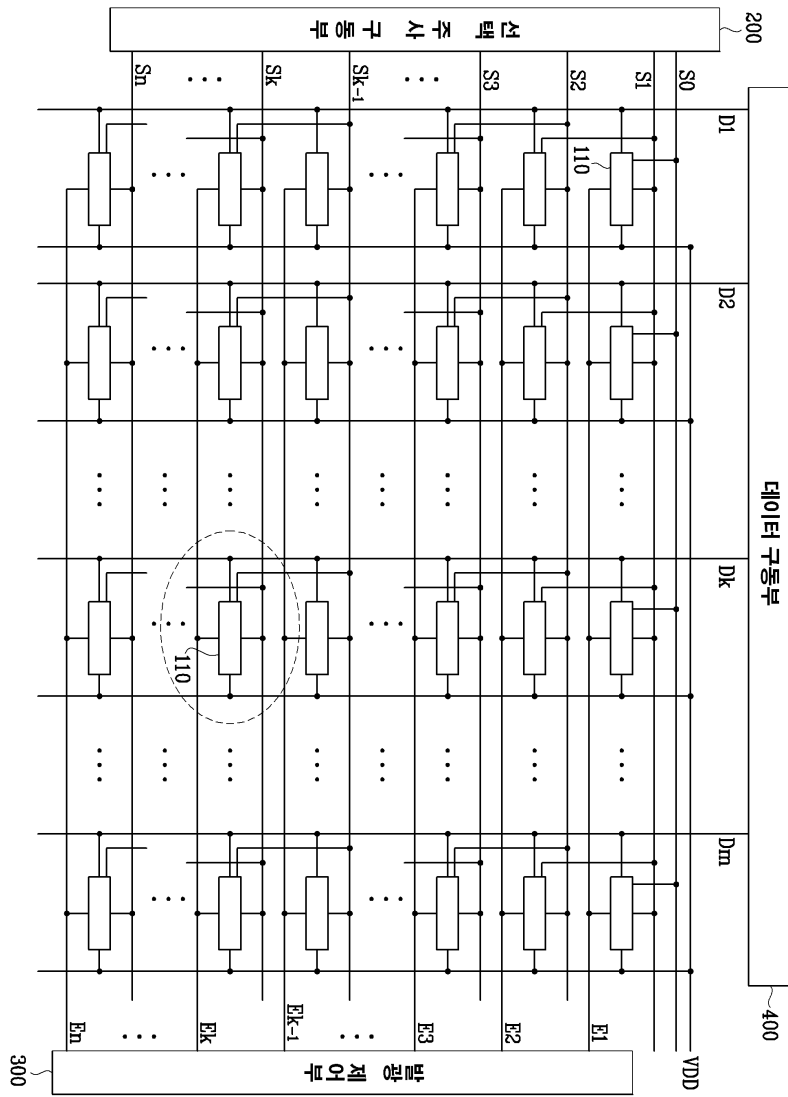 데이터 구동부
400
선택 주사 구동부
200
발광 제어부
300
VDD
D1
D2
Dk
Dm
S0
S1
S2
S3
...
Sk-1
Sk
...
Sn
E1
E2
E3
...
Ek-1
Ek
...
En
110
110